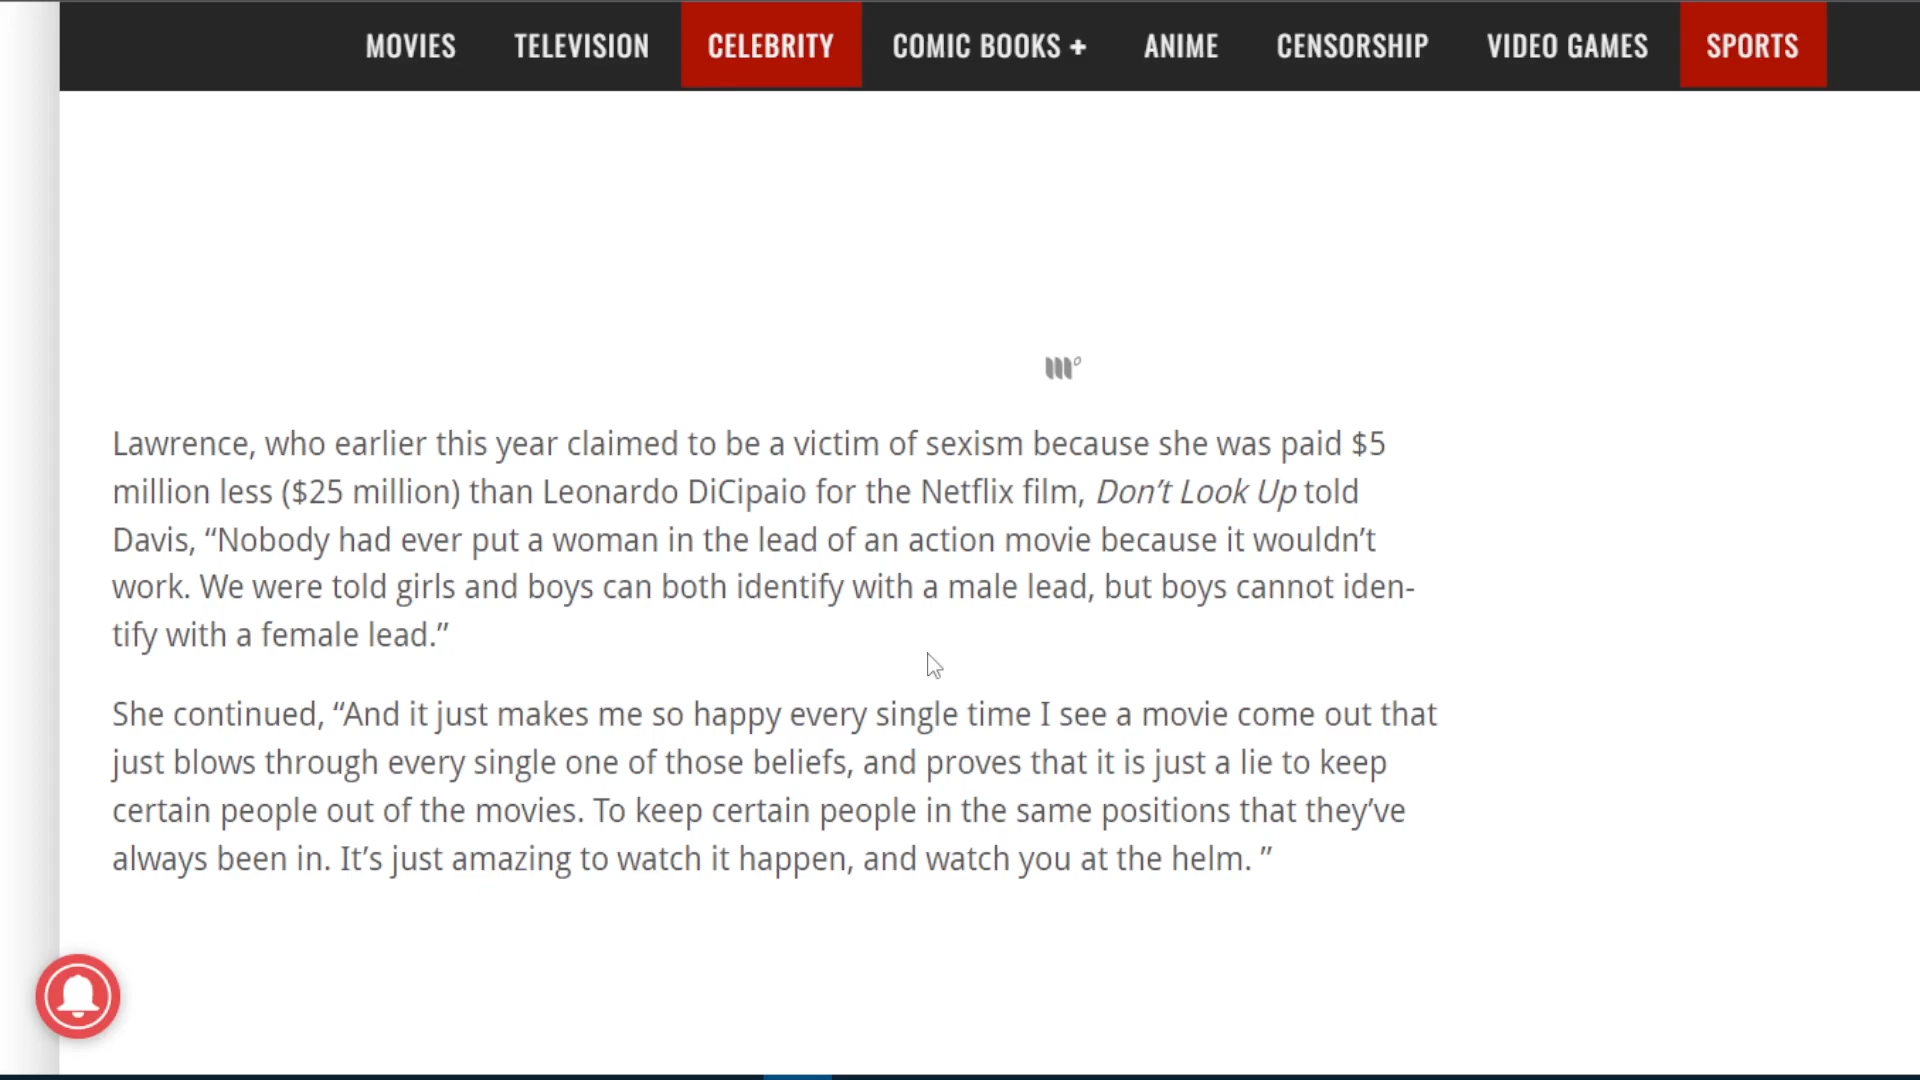 MOVIES TELEVISION CELEBRITY COMIC BOOKS + ANIME CENSORSHIP VIDEO GAMES SPORTS
Lawrence, who earlier this year claimed to be a victim of sexism because she was paid $5
million less ($25 million) than Leonardo DiCipaio for the Netflix film, Don’t Look Up told
Davis, “Nobody had ever put a woman in the lead of an action movie because it wouldn’t
work. We were told girls and boys can both identify with a male lead, but boys cannot iden-
tify with a female lead.”
She continued, “And it just makes me so happy every single time I see a movie come out that
just blows through every single one of those beliefs, and proves that it is just a lie to keep
certain people out of the movies. To keep certain people in the same positions that they’ve
always been in. It’s just amazing to watch it happen, and watch you at the helm. ”